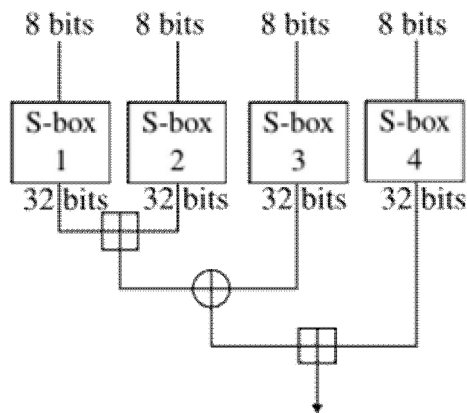 8 bits 8 bits 8 bits 8 bits
S-box S-box S-box S-box
1 2 3 4
32 bits 32 bits 32 bits 32 bits